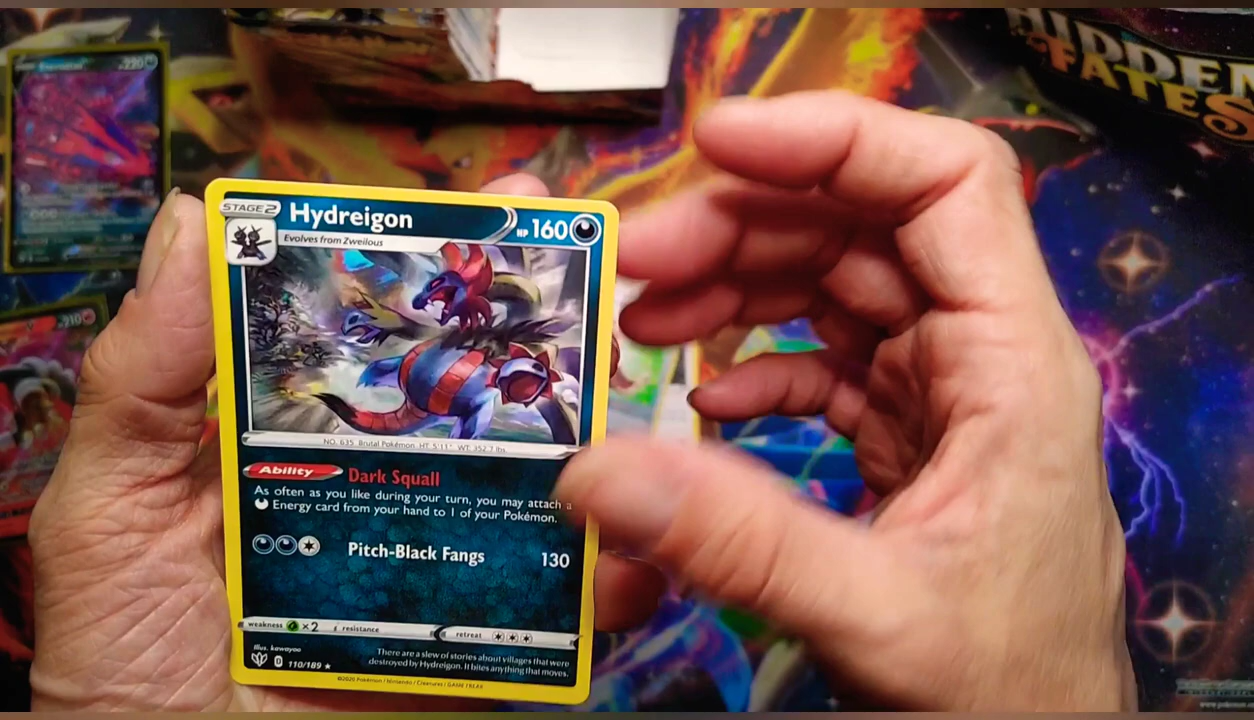 HIDDEN
FATES
220
210
STAGE 2
Hydreigon
HP 160
Evolves from Zweilous
NO. 635 Brutal Pokémon HT: 5'11" WT: 352.7 lbs.
Ability Dark Squall
As often as you like during your turn, you may attach a
Energy card from your hand to 1 of your Pokémon.
Pitch-Black Fangs 130
weakness ×2 resistance retreat
Illus. kawayoo
There are a slew of stories about villages that were
destroyed by Hydreigon. It bites anything that moves.
D 110/189 ★
©2020 Pokémon / Nintendo / Creatures / GAME FREAK